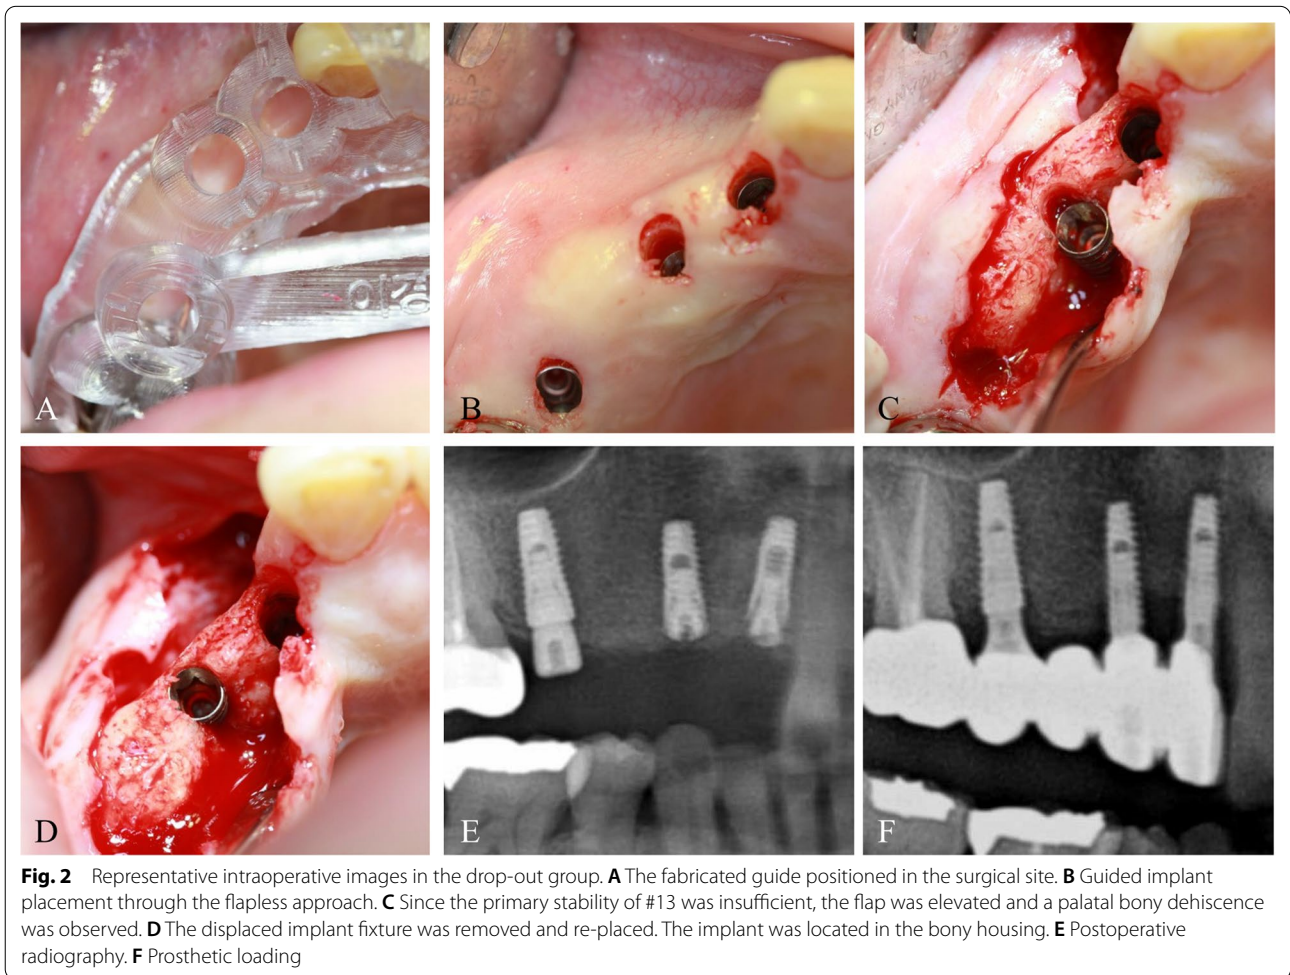 A
B
C
D
E
F
Fig. 2 Representative intraoperative images in the drop-out group. A The fabricated guide positioned in the surgical site. B Guided implant
placement through the flapless approach. C Since the primary stability of #13 was insufficient, the flap was elevated and a palatal bony dehiscence
was observed. D The displaced implant fixture was removed and re-placed. The implant was located in the bony housing. E Postoperative
radiography. F Prosthetic loading